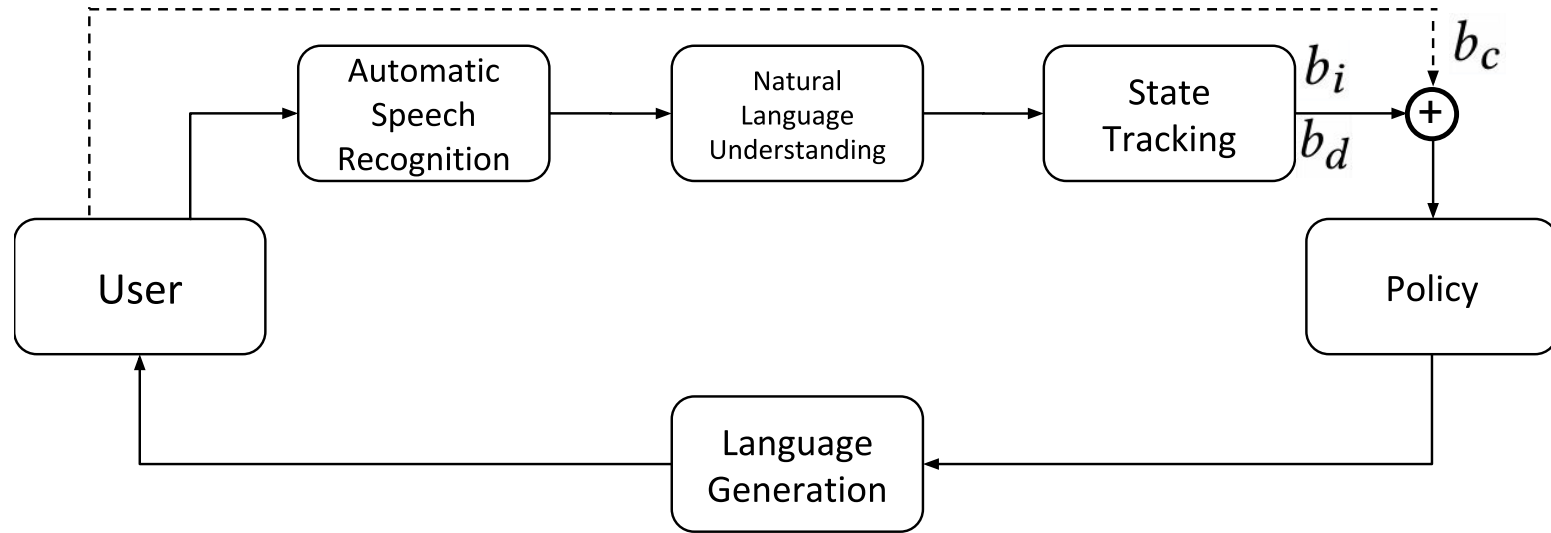 b_c
Automatic
Speech
Recognition
Natural
Language
Understanding
State
Tracking
b_i
b_d
+
User
Policy
Language
Generation